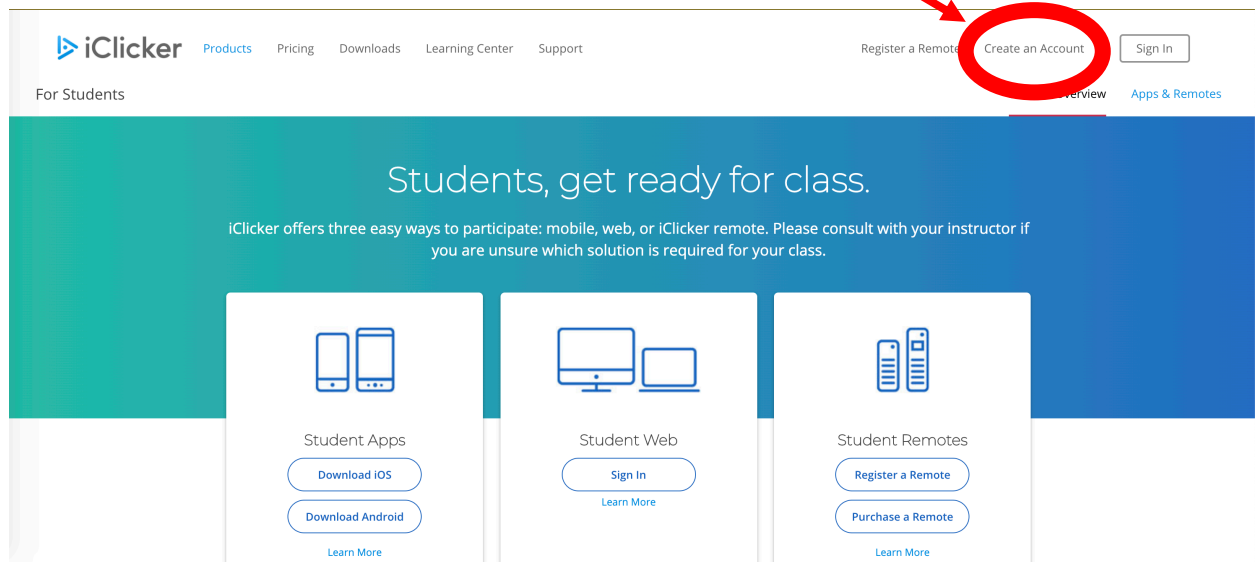 iClicker Products Pricing Downloads Learning Center Support Register a Remote Create an Account Sign In
For Students Overview Apps & Remotes
Students, get ready for class.
iClicker offers three easy ways to participate: mobile, web, or iClicker remote. Please consult with your instructor if
you are unsure which solution is required for your class.
Student Apps
Download iOS
Download Android
Learn More
Student Web
Sign In
Learn More
Student Remotes
Register a Remote
Purchase a Remote
Learn More